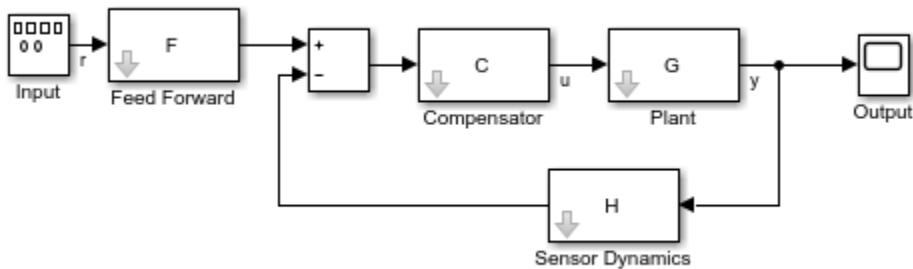 r
F
Feed Forward
+
−
C
Compensator
u
G
Plant
y
Input
Output
H
Sensor Dynamics